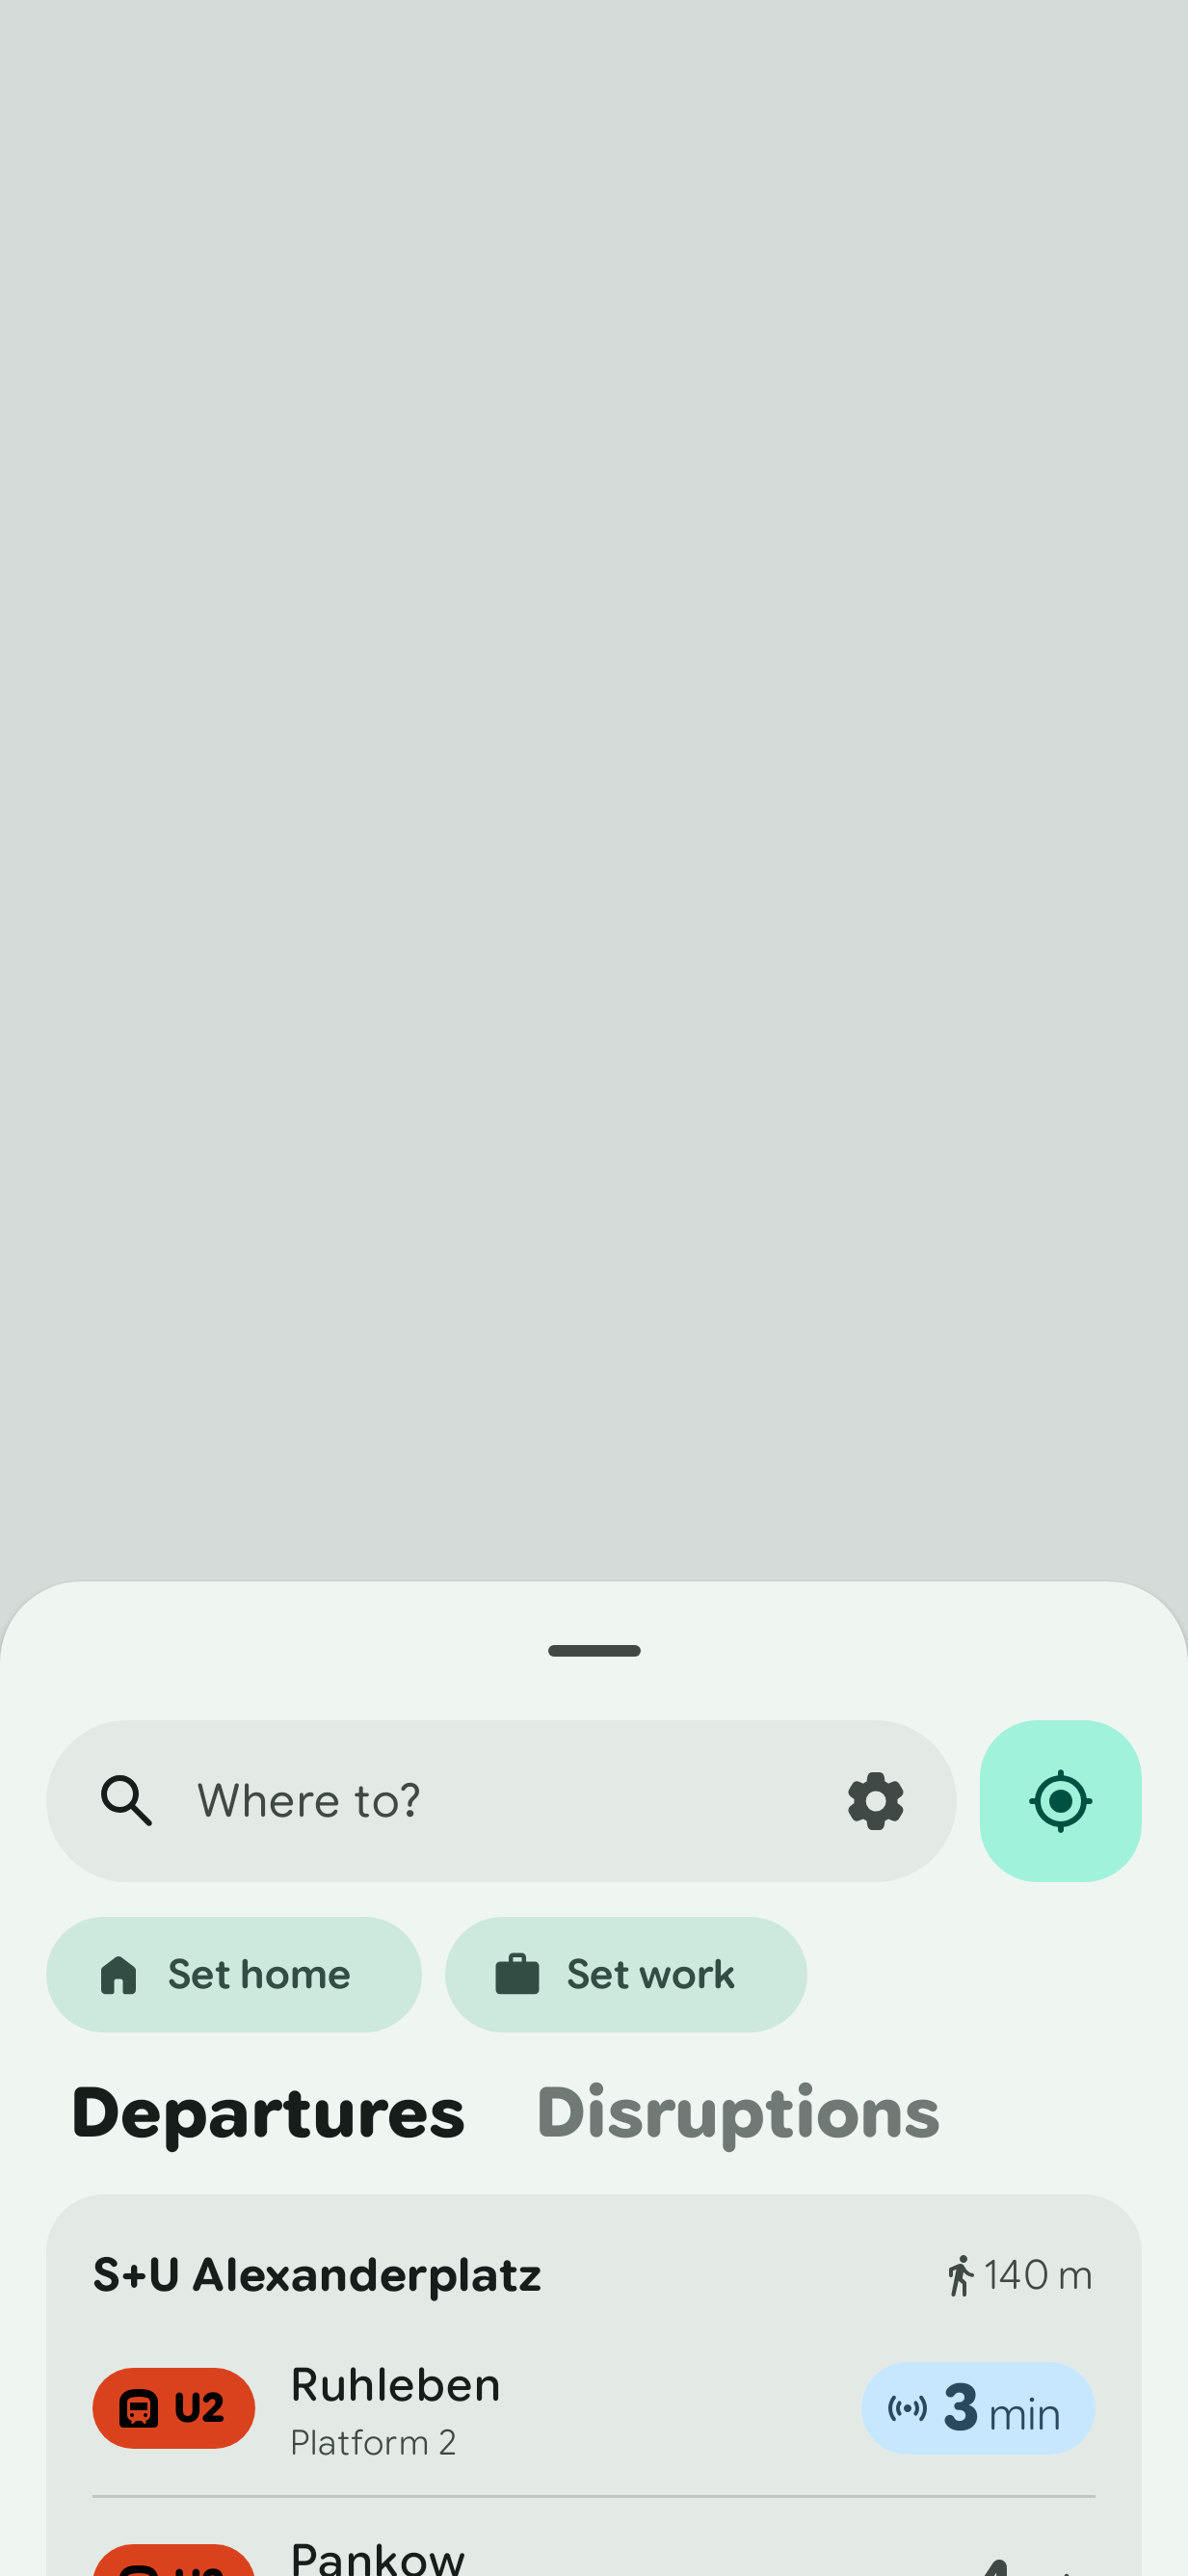 Where to?
Set home
Set work
Departures
Disruptions
S+U Alexanderplatz
140 m
U2
Ruhleben
Platform 2
3 min
Pankow